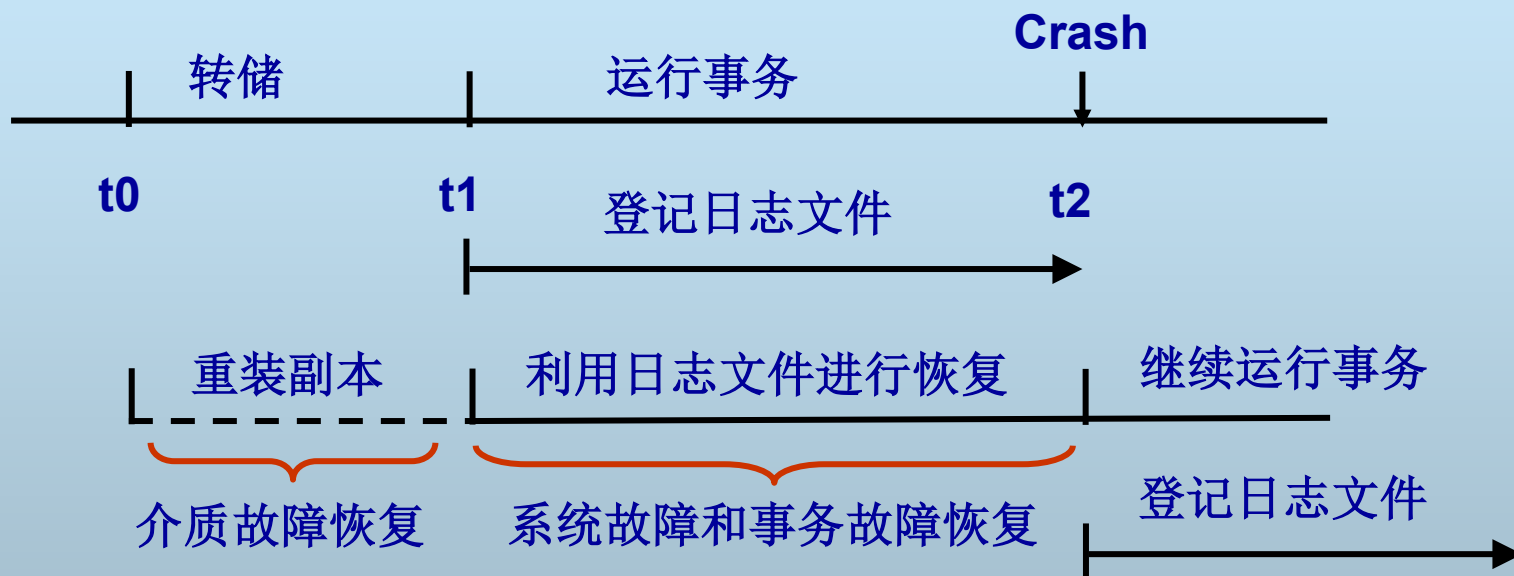 Crash
转储
运行事务
t0
t1
t2
登记日志文件
重装副本
利用日志文件进行恢复
继续运行事务
介质故障恢复
系统故障和事务故障恢复
登记日志文件